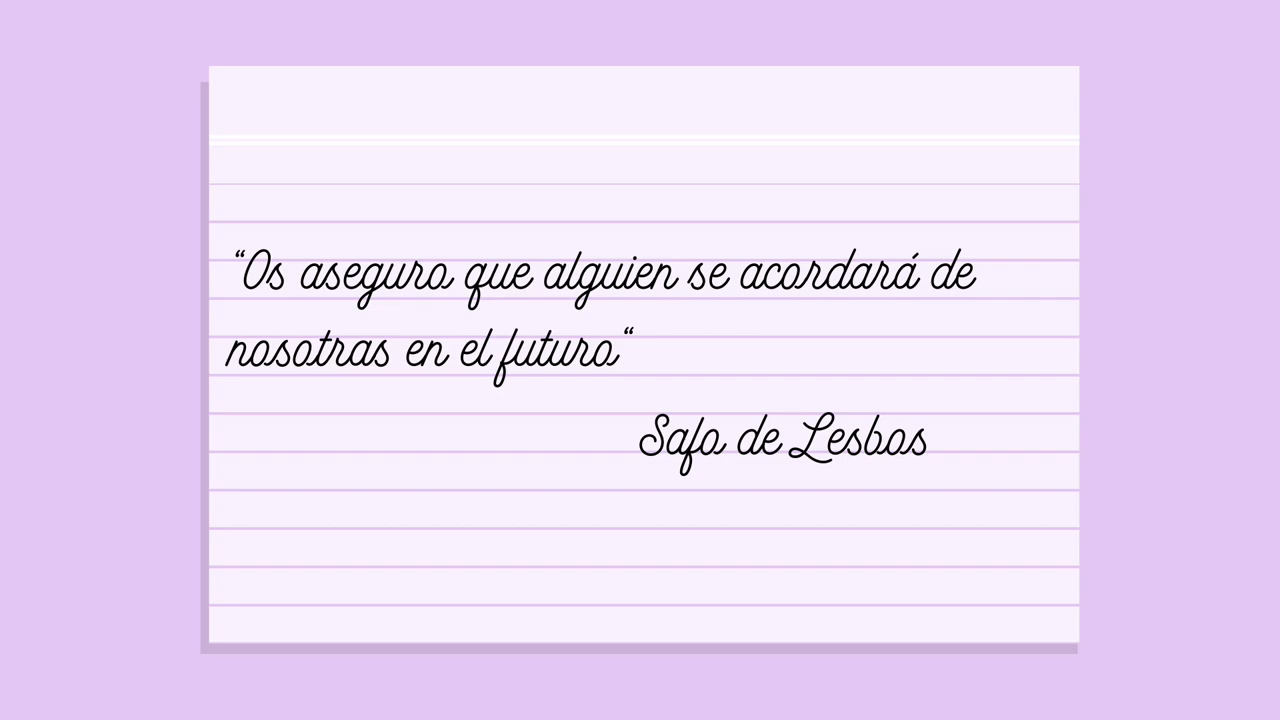 “Os aseguro que alguien se acordará de
nosotras en el futuro“
Safo de Lesbos